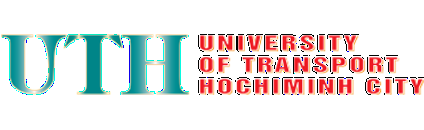 UTH
UNIVERSITY
OF TRANSPORT
HOCHIMINH CITY